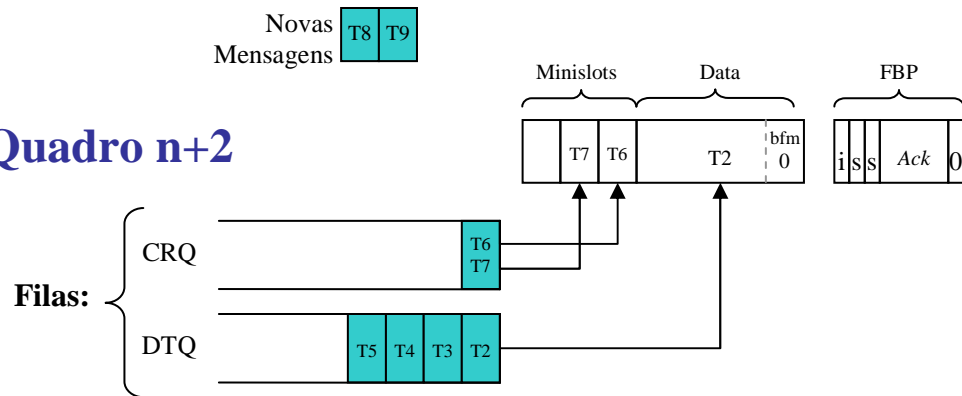 Novas T8 T9
Mensagens
Minislots Data FBP
Quadro n+2
T7 T6 T2 bfm 0 i s s Ack 0
CRQ T6
T7
Filas:
DTQ T5 T4 T3 T2